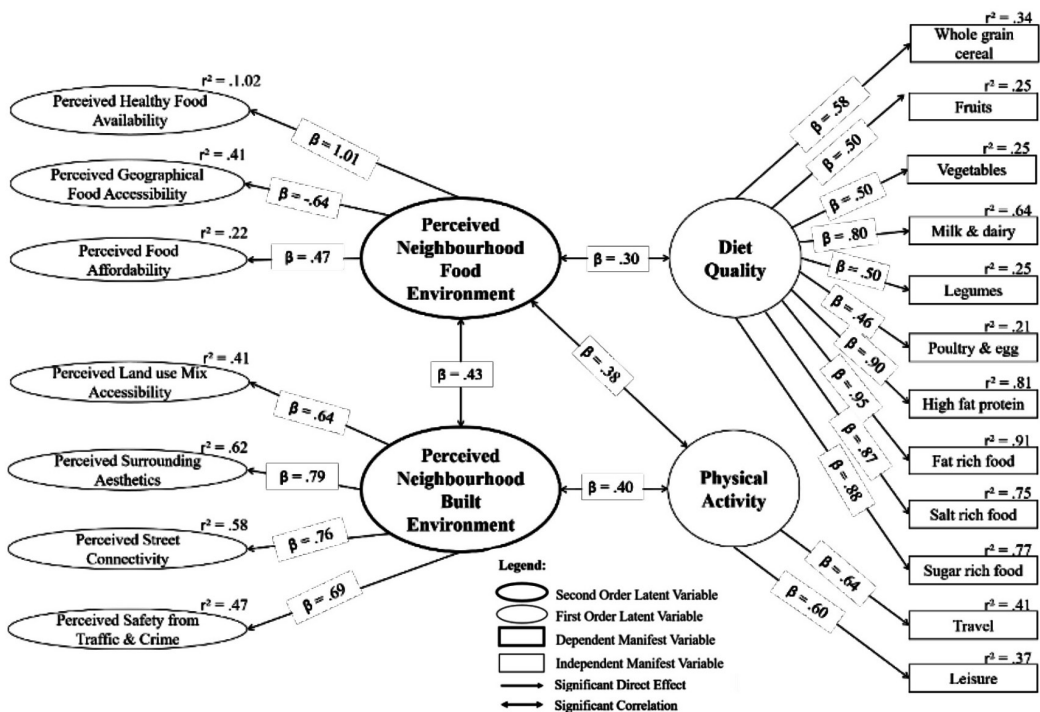 r² = .1.02
Perceived Healthy Food
Availability
β = 1.01
r² = .41
Perceived Geographical
Food Accessibility
β = -.64
r² = .22
Perceived Food
Affordability
β = .47
Perceived
Neighbourhood
Food
Environment
β = .30
β = .43
β = .38
r² = .41
Perceived Land use Mix
Accessibility
β = .64
r² = .62
Perceived Surrounding
Aesthetics
β = .79
r² = .58
Perceived Street
Connectivity
β = .76
r² = .47
Perceived Safety from
Traffic & Crime
β = .69
Perceived
Neighbourhood
Built
Environment
β = .40
Diet
Quality
β = .58
r² = .34
Whole grain
cereal
β = .50
r² = .25
Fruits
β = .50
r² = .25
Vegetables
β = .80
r² = .64
Milk & dairy
β = .50
r² = .25
Legumes
β = .46
r² = .21
Poultry & egg
β = .90
r² = .81
High fat protein
β = .95
r² = .91
Fat rich food
β = .87
r² = .75
Salt rich food
β = .88
r² = .77
Sugar rich food
Physical
Activity
β = .64
r² = .41
Travel
β = .60
r² = .37
Leisure
Legend:
Second Order Latent Variable
First Order Latent Variable
Dependent Manifest Variable
Independent Manifest Variable
Significant Direct Effect
Significant Correlation